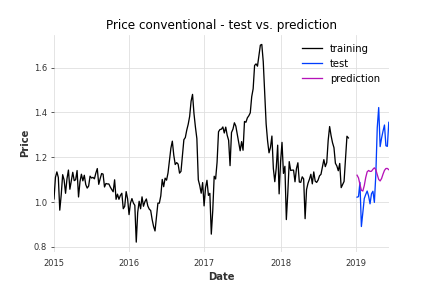 Price conventional - test vs. prediction
training
test
prediction
1.6
1.4
1.2
1.0
0.8
Price
2015 2016 2017 2018 2019
Date